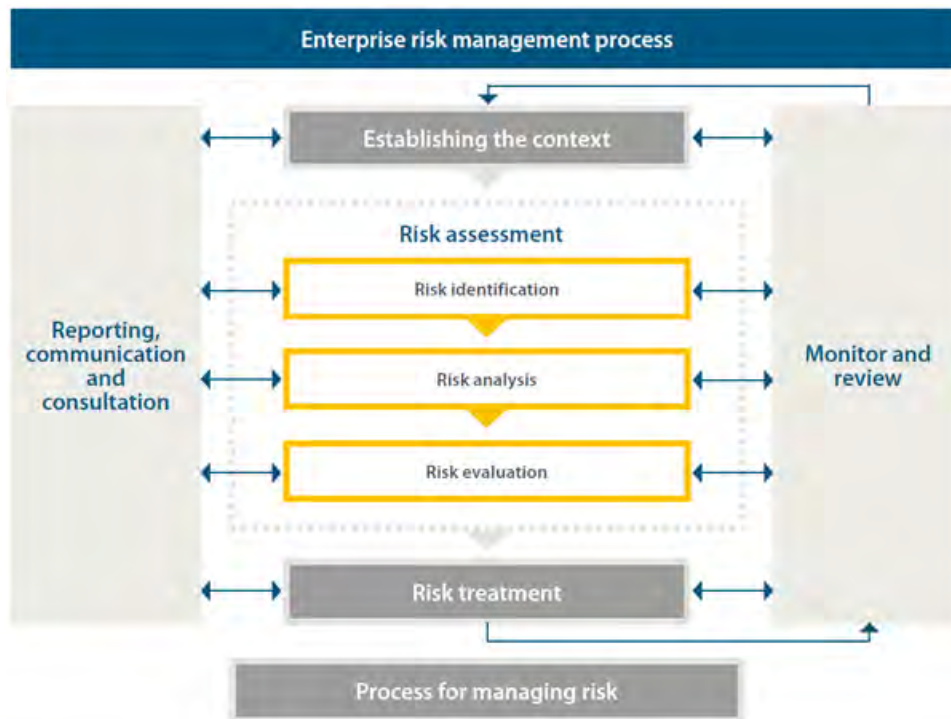 Enterprise risk management process
Establishing the context
Risk assessment
Risk identification
Reporting,
communication
and
consultation
Risk analysis
Monitor and
review
Risk evaluation
Risk treatment
Process for managing risk